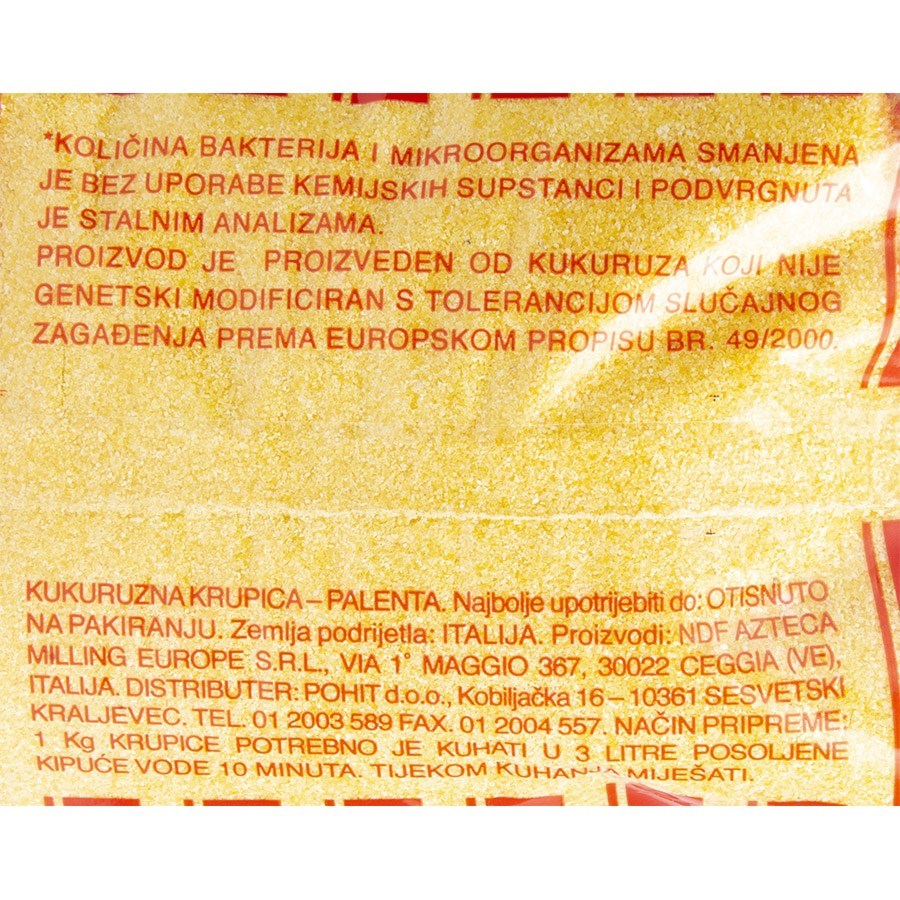 *KOLIČINA BAKTERIJA I MIKROORGANIZAMA SMANJENA
JE BEZ UPORABE KEMIJSKIH SUPSTANCI I PODVRGNUTA
JE STALNIM ANALIZAMA.
PROIZVOD JE PROIZVEDEN OD KUKURUZA KOJI NIJE
GENETSKI MODIFICIRAN S TOLERANCIJOM SLUČAJNOG
ZAGAĐENJA PREMA EUROPSKOM PROPISU BR. 49/2000.
KUKURUZNA KRUPICA – PALENTA. Najbolje upotrijebiti do: OTISNUTO
NA PAKIRANJU. Zemlja podrijetla: ITALIJA. Proizvodi: NDF AZTECA
MILLING EUROPE S.R.L., VIA 1° MAGGIO 367, 30022 CEGGIA (VE),
ITALIJA. DISTRIBUTER: POHIT d.o.o., Kobiljačka 16 – 10361 SESVETSKI
KRALJEVEC. TEL. 01 2003 589 FAX. 01 2004 557. NAČIN PRIPREME:
1 Kg KRUPICE POTREBNO JE KUHATI U 3 LITRE POSOLJENE
KIPUĆE VODE 10 MINUTA. TIJEKOM KUHANJA MIJEŠATI.